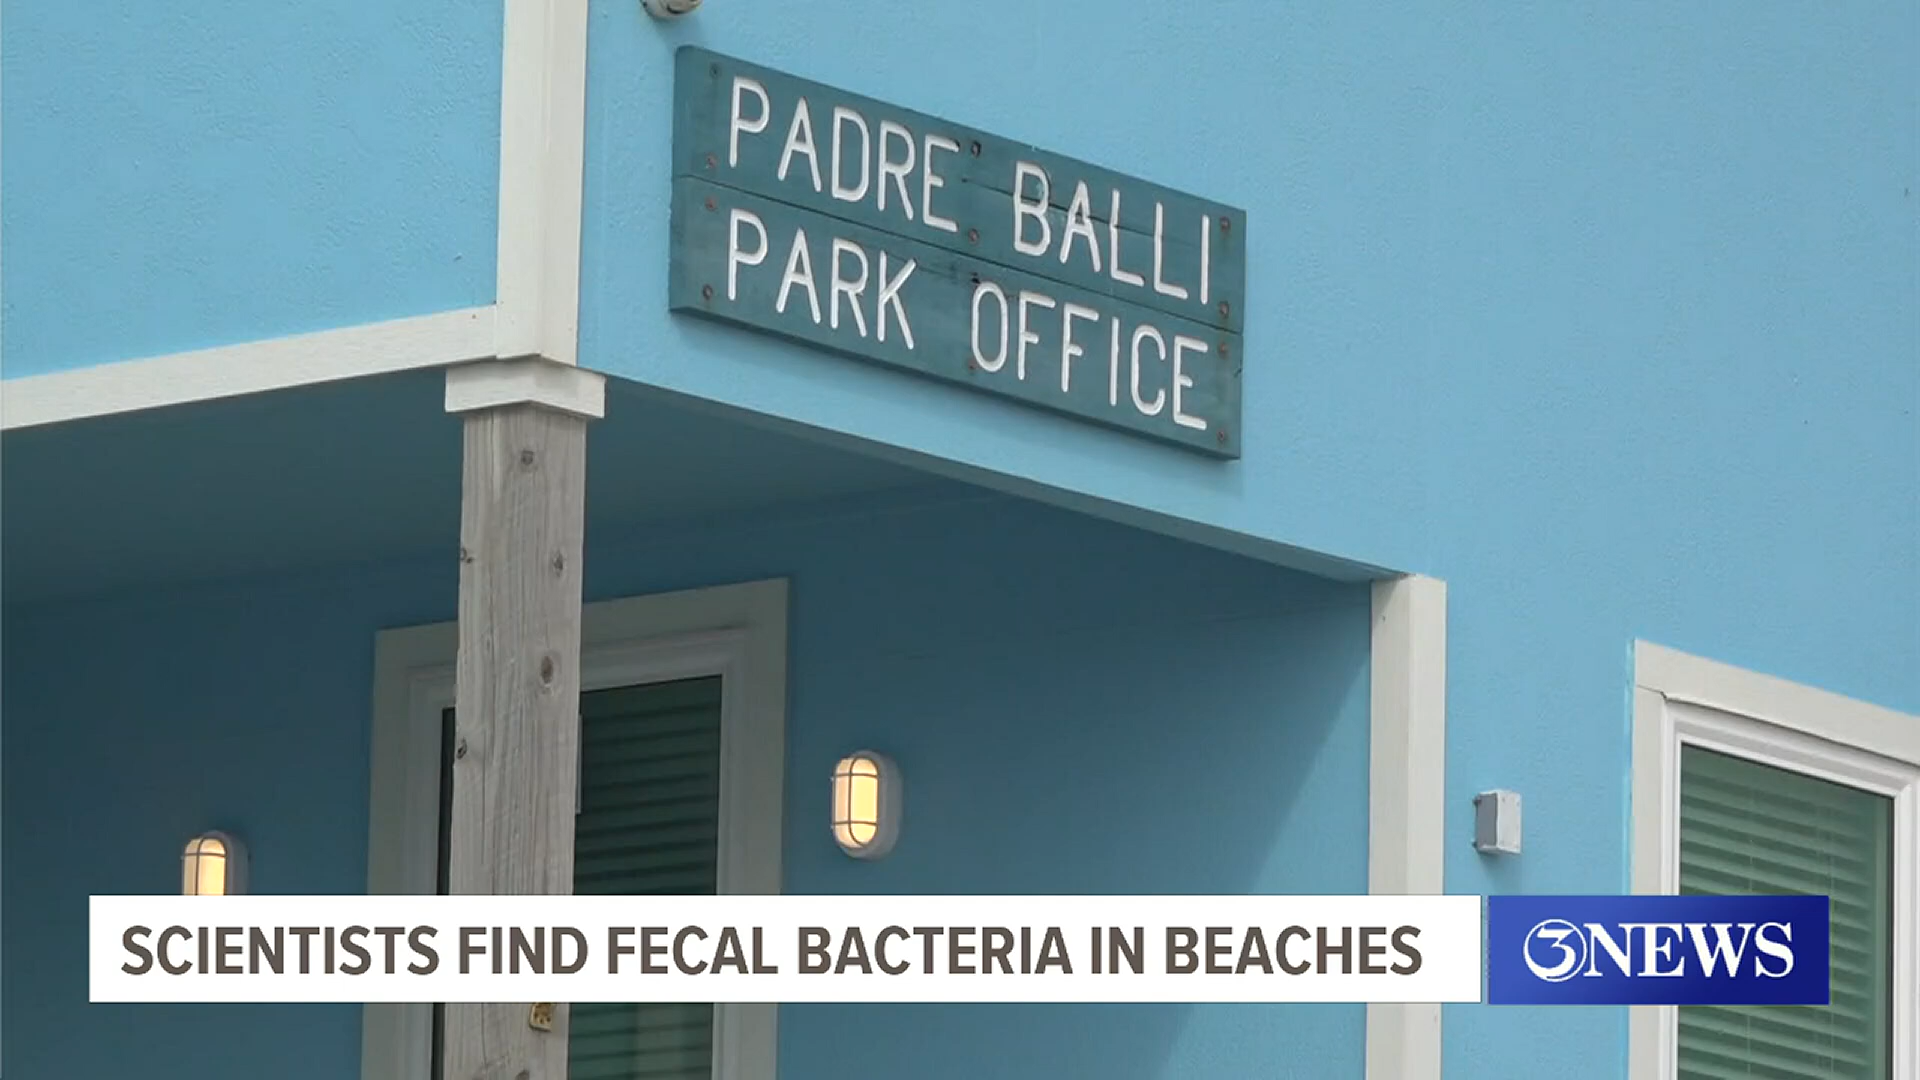 PADRE BALLI
PARK OFFICE
SCIENTISTS FIND FECAL BACTERIA IN BEACHES
3NEWS